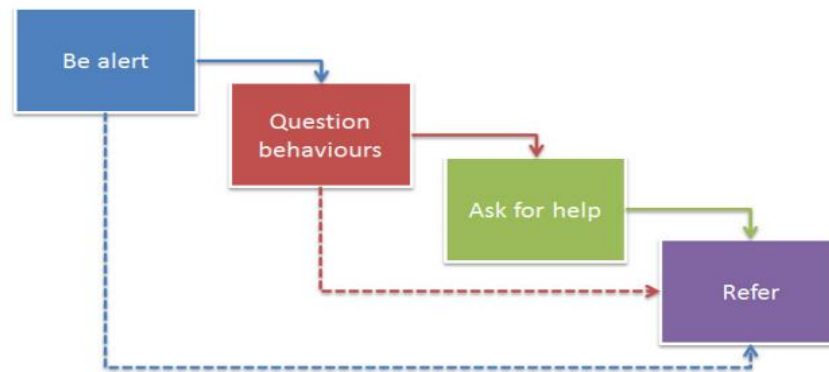 Be alert
Question
behaviours
Ask for help
Refer